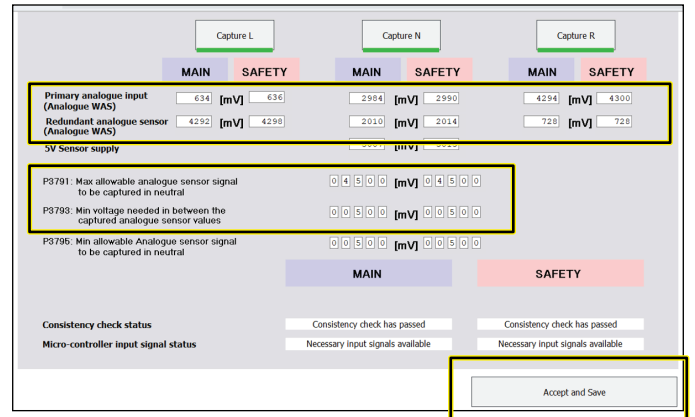 Capture L Capture N Capture R
MAIN SAFETY MAIN SAFETY MAIN SAFETY
Primary analogue input 634 [mV] 636 2984 [mV] 2990 4294 [mV] 4300
(Analogue WAS)
Redundant analogue sensor 4292 [mV] 4298 2010 [mV] 2014 728 [mV] 728
(Analogue WAS)
5V Sensor supply [mV]
P3791: Max allowable analogue sensor signal 04500 [mV] 04500
to be captured in neutral
P3793: Min voltage needed in between the 00500 [mV] 00500
captured analogue sensor values
P3795: Min allowable Analogue sensor signal 00500 [mV] 00500
to be captured in neutral
MAIN SAFETY
Consistency check status Consistency check has passed Consistency check has passed
Micro-controller input signal status Necessary input signals available Necessary input signals available
Accept and Save